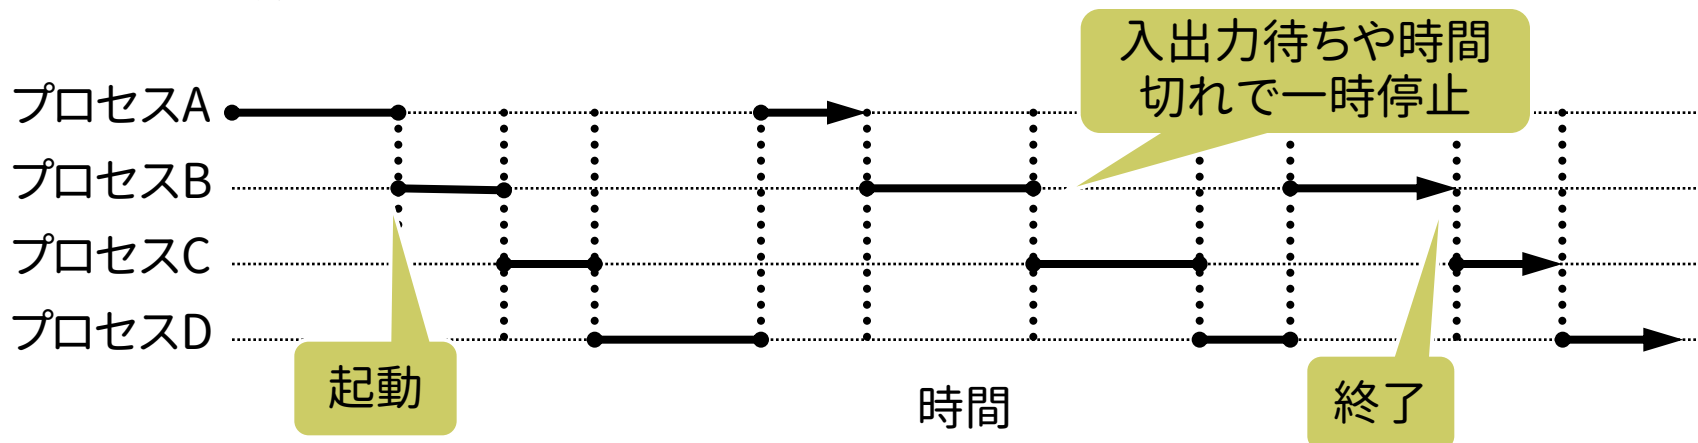 入出力待ちや時間
切れで一時停止
プロセスA
プロセスB
プロセスC
プロセスD
起動
時間
終了